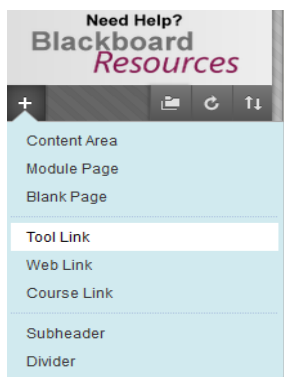 Need Help?
Blackboard
Resources
+
Content Area
Module Page
Blank Page
Tool Link
Web Link
Course Link
Subheader
Divider